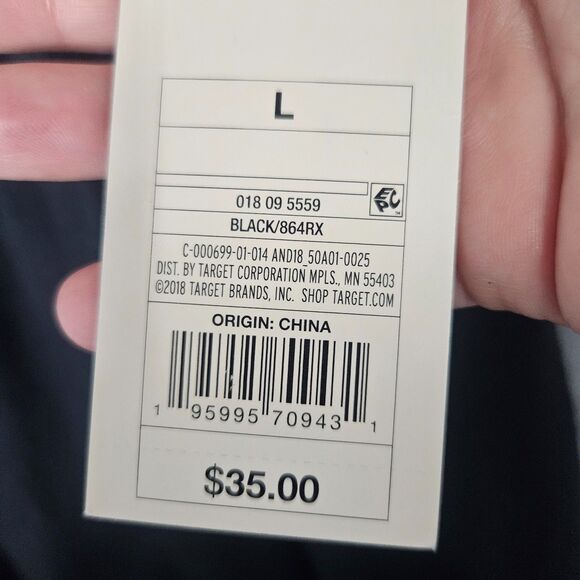 L
EPC
018 09 5559
BLACK/864RX
C-000699-01-014 AND18_50A01-0025
DIST. BY TARGET CORPORATION MPLS., MN 55403
©2018 TARGET BRANDS, INC. SHOP TARGET.COM
ORIGIN: CHINA
1 95995 70943 1
$35.00